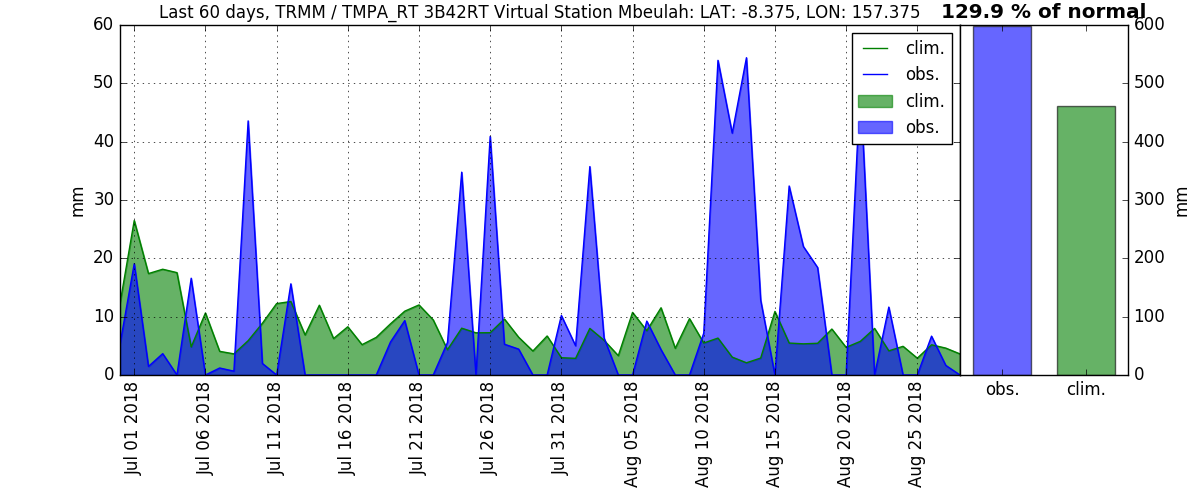 Last 60 days, TRMM / TMPA_RT 3B42RT Virtual Station Mbeulah: LAT: -8.375, LON: 157.375
129.9 % of normal
60
50
40
30
20
10
0
mm
clim.
obs.
clim.
obs.
600
500
400
300
200
100
0
mm
Jul 01 2018
Jul 06 2018
Jul 11 2018
Jul 16 2018
Jul 21 2018
Jul 26 2018
Jul 31 2018
Aug 05 2018
Aug 10 2018
Aug 15 2018
Aug 20 2018
Aug 25 2018
obs.
clim.